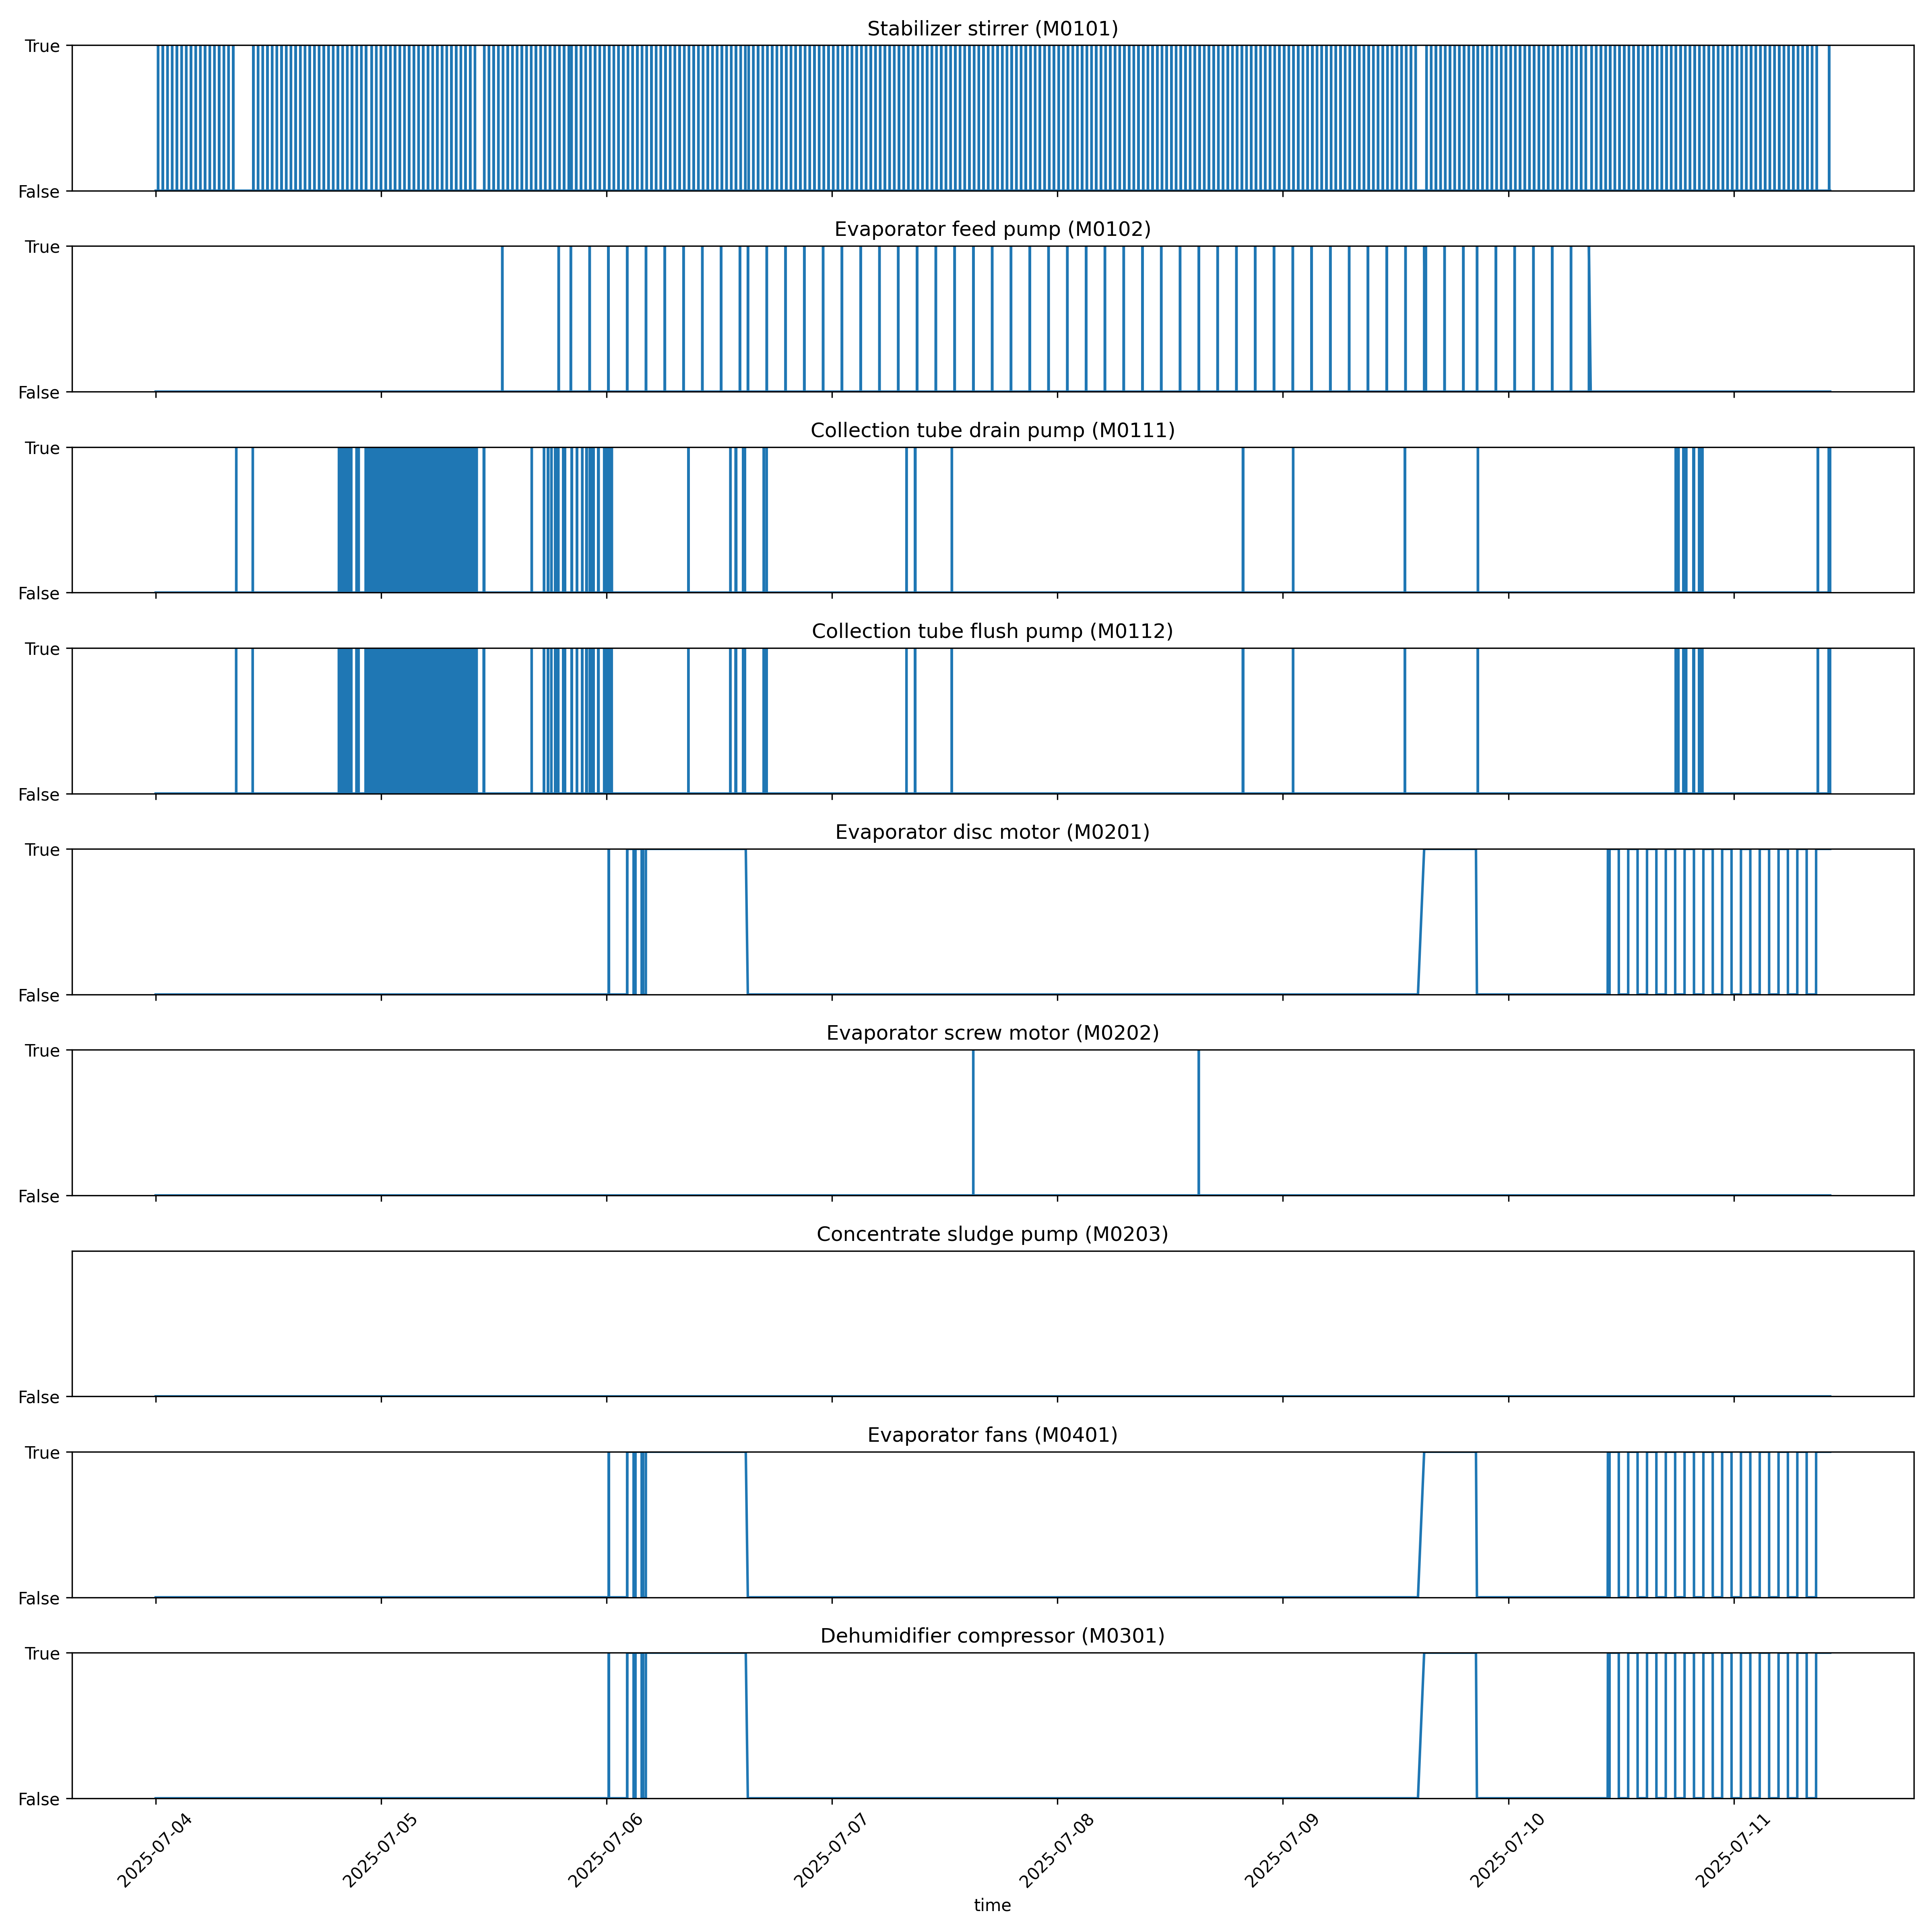 Stabilizer stirrer (M0101)
True
False
Evaporator feed pump (M0102)
True
False
Collection tube drain pump (M0111)
True
False
Collection tube flush pump (M0112)
True
False
Evaporator disc motor (M0201)
True
False
Evaporator screw motor (M0202)
True
False
Concentrate sludge pump (M0203)
False
Evaporator fans (M0401)
True
False
Dehumidifier compressor (M0301)
True
False
2025-07-04
2025-07-05
2025-07-06
2025-07-07
2025-07-08
2025-07-09
2025-07-10
2025-07-11
time